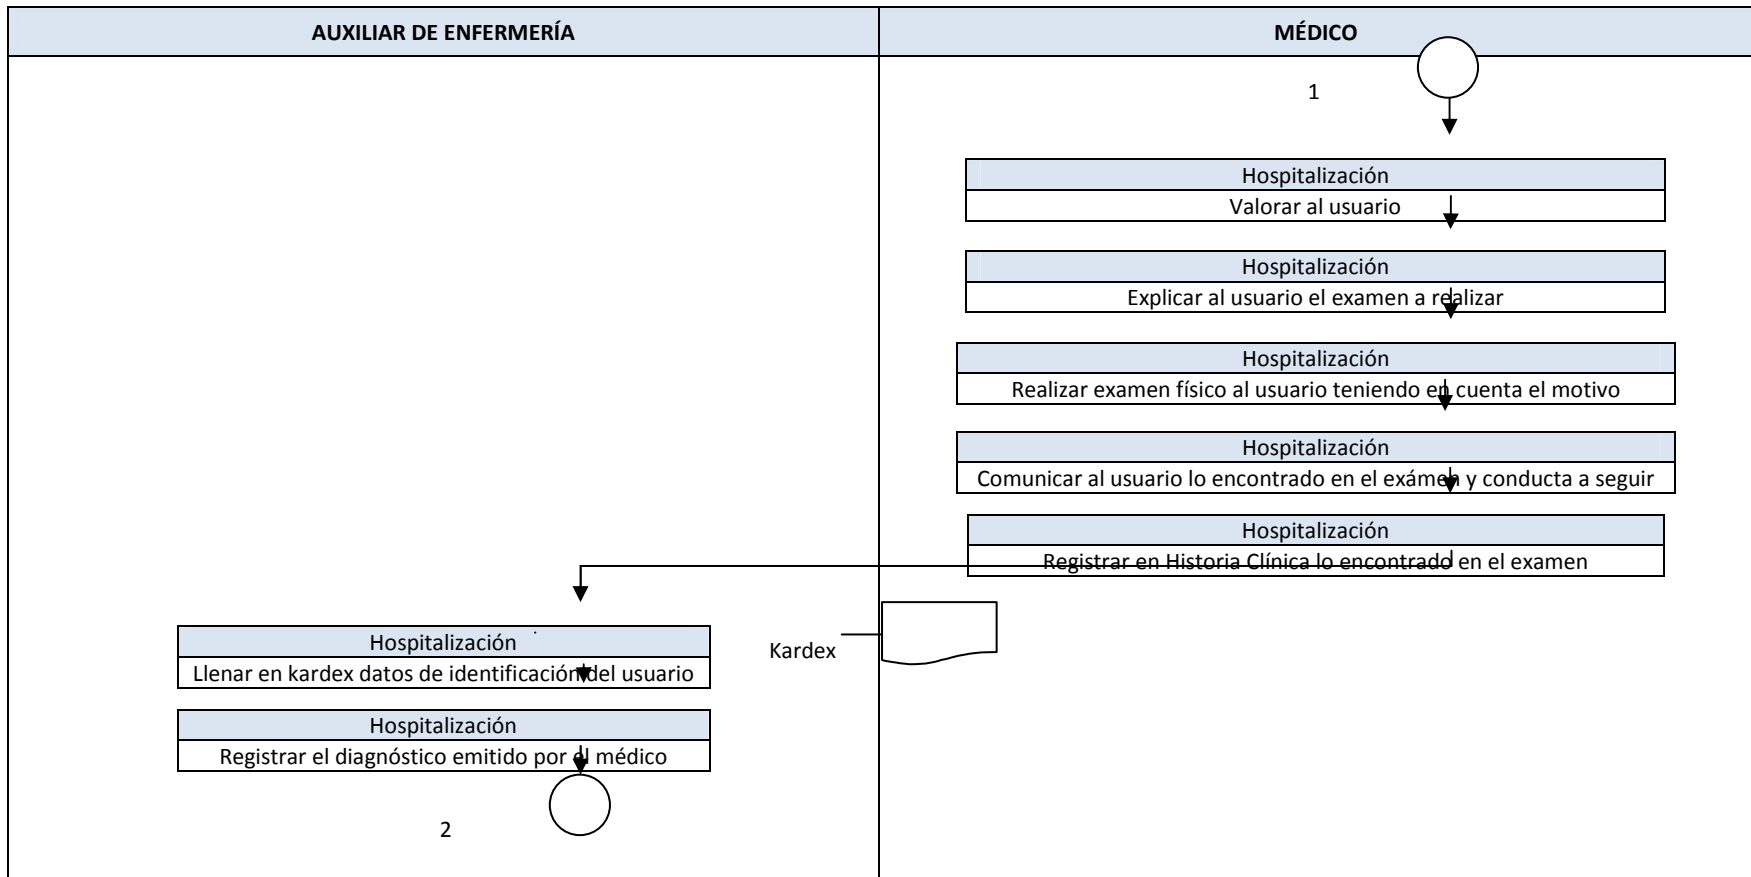 AUXILIAR DE ENFERMERÍA
MÉDICO
1
Hospitalización
Valorar al usuario
Hospitalización
Explicar al usuario el examen a realizar
Hospitalización
Realizar examen físico al usuario teniendo en cuenta el motivo
Hospitalización
Comunicar al usuario lo encontrado en el exámen y conducta a seguir
Hospitalización
Registrar en Historia Clínica lo encontrado en el examen
Kardex
Hospitalización
Llenar en kardex datos de identificación del usuario
Hospitalización
Registrar el diagnóstico emitido por el médico
2